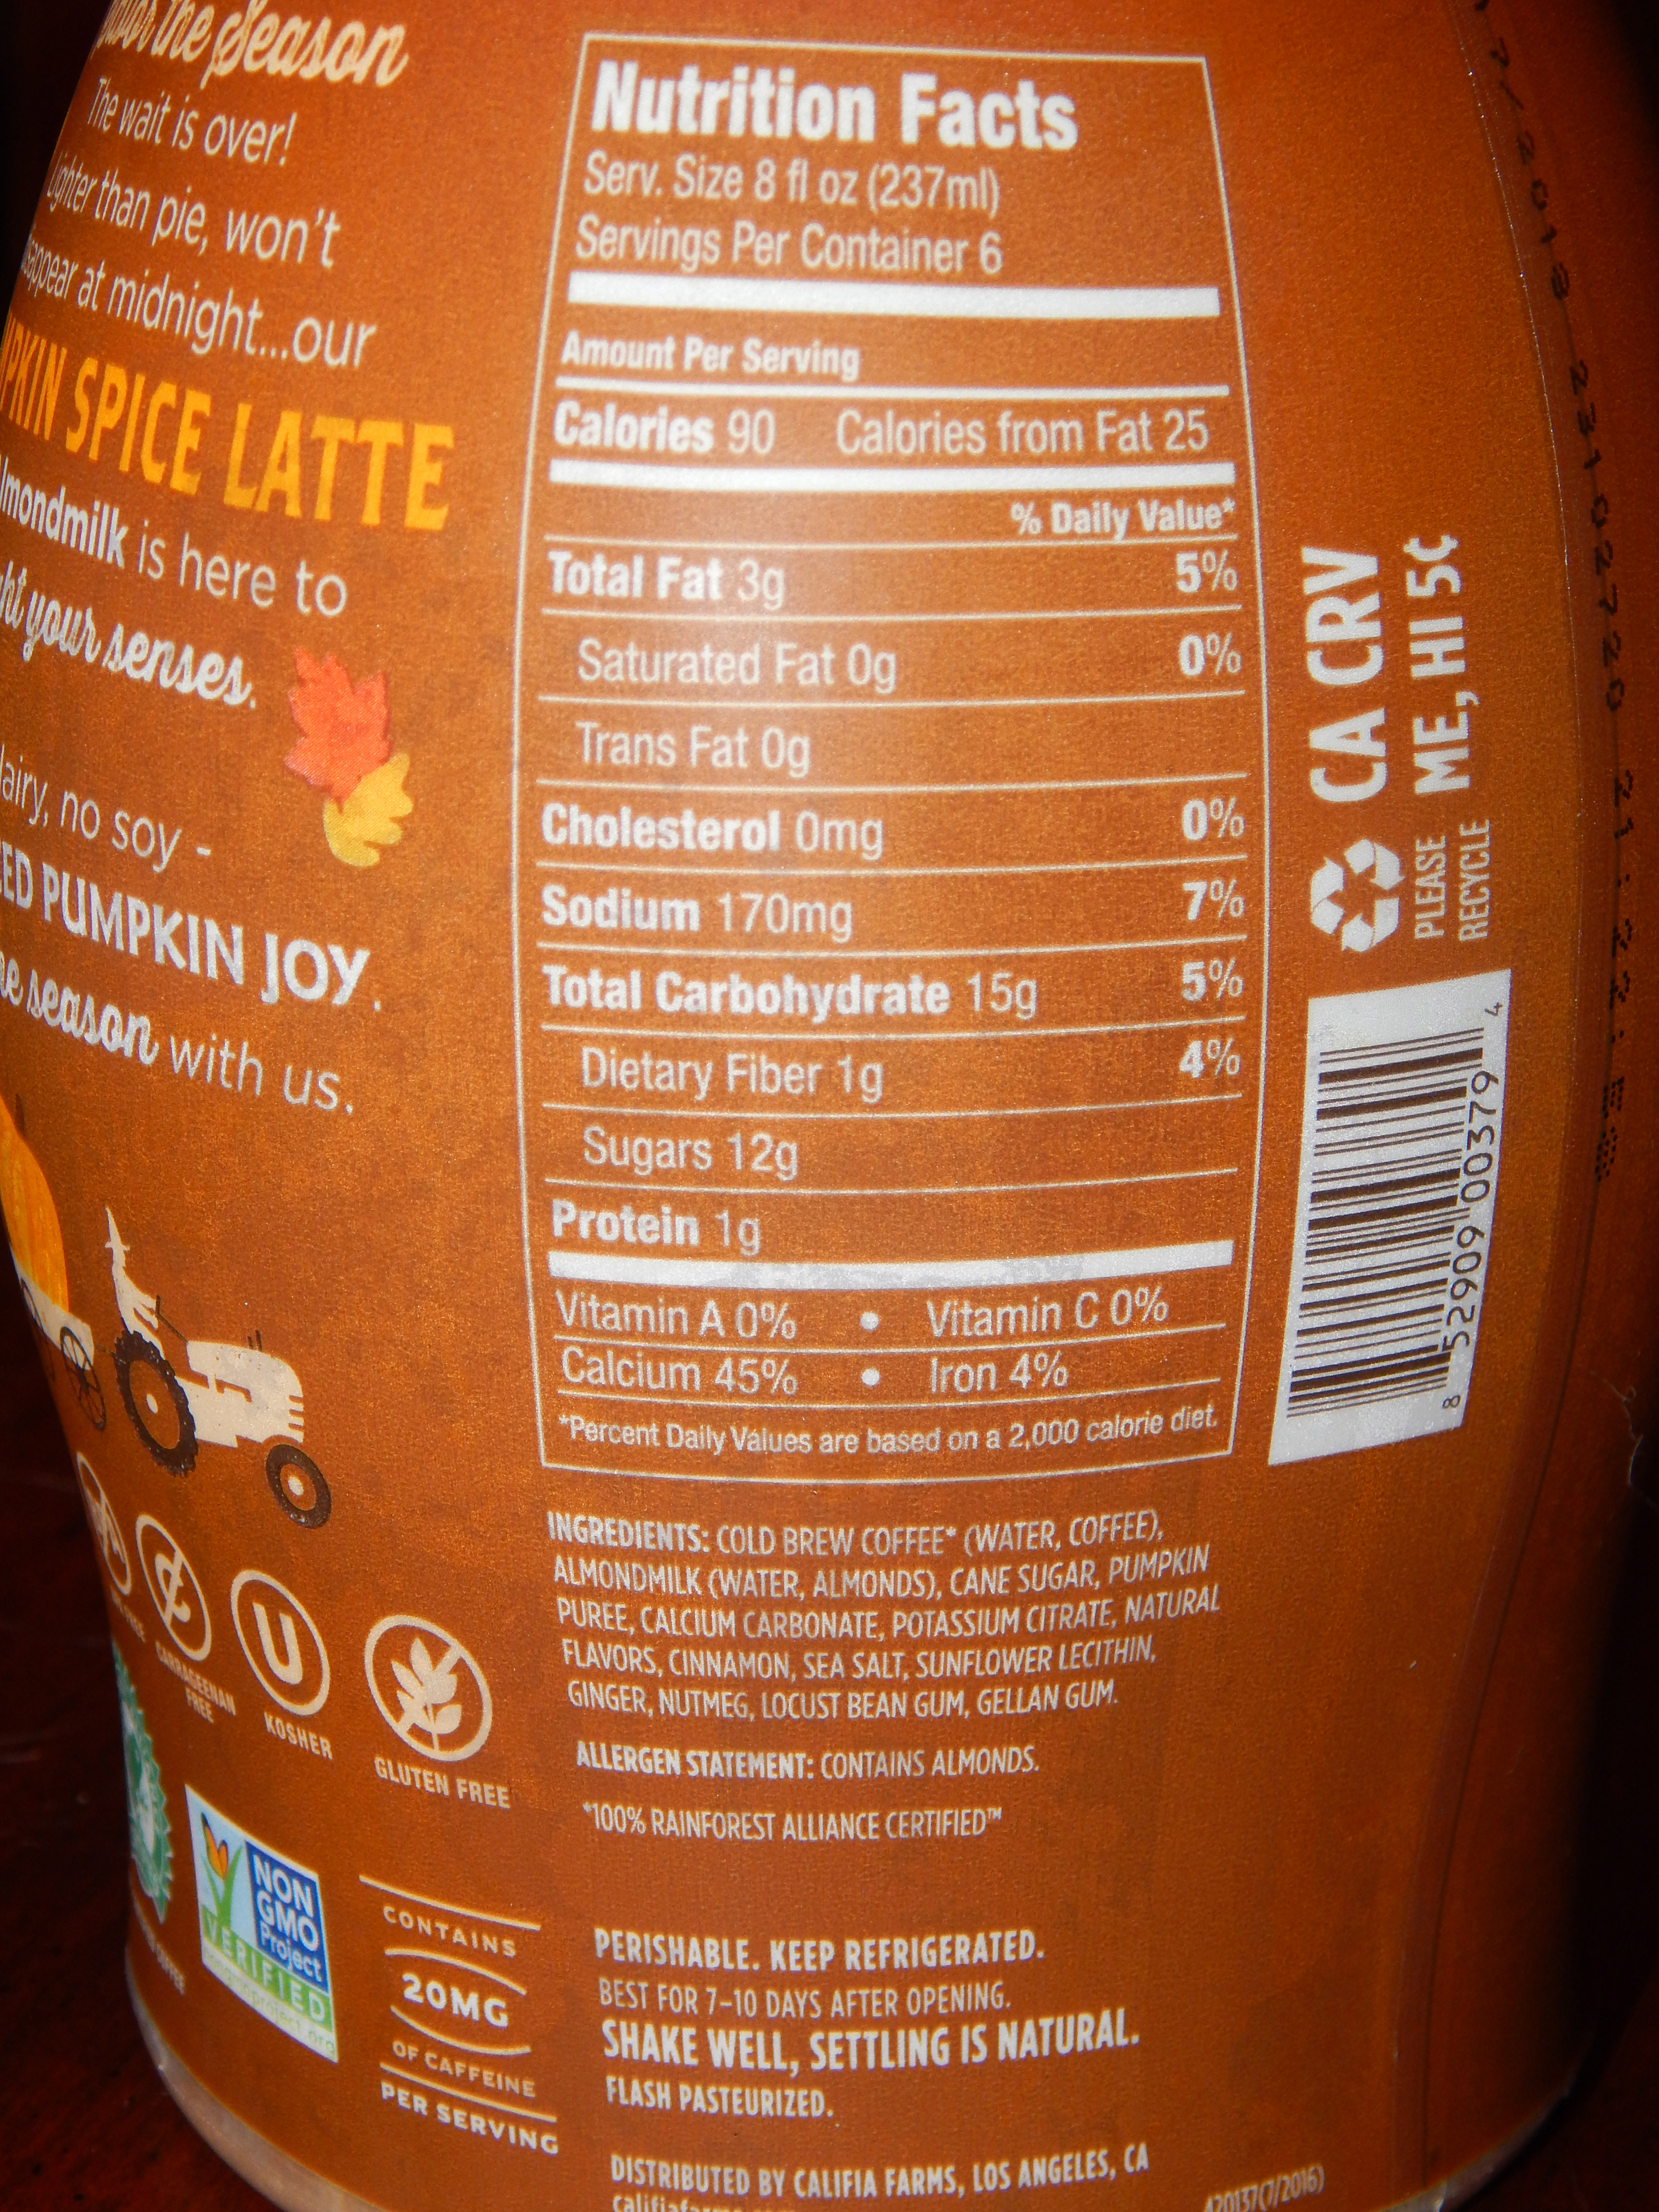 the Season
The wait is over!
Lighter than pie, won't
at midnight...our
SPICE LATTE
is here to
your senses.
no soy -
PUMPKIN JOY.
season with us.
CARRAGEENAN
FREE
U
KOSHER
GLUTEN FREE
NON
GMO
Project
VERIFIED
CONTAINS
20MG
OF CAFFEINE
PER SERVING
Nutrition Facts
Serv. Size 8 fl oz (237ml)
Servings Per Container 6
Amount Per Serving
Calories 90 Calories from Fat 25
% Daily Value*
Total Fat 3g 5%
Saturated Fat 0g 0%
Trans Fat 0g
Cholesterol 0mg 0%
Sodium 170mg 7%
Total Carbohydrate 15g 5%
Dietary Fiber 1g 4%
Sugars 12g
Protein 1g
Vitamin A 0% • Vitamin C 0%
Calcium 45% • Iron 4%
*Percent Daily Values are based on a 2,000 calorie diet.
INGREDIENTS: COLD BREW COFFEE* (WATER, COFFEE),
ALMONDMILK (WATER, ALMONDS), CANE SUGAR, PUMPKIN
PUREE, CALCIUM CARBONATE, POTASSIUM CITRATE, NATURAL
FLAVORS, CINNAMON, SEA SALT, SUNFLOWER LECITHIN,
GINGER, NUTMEG, LOCUST BEAN GUM, GELLAN GUM.
ALLERGEN STATEMENT: CONTAINS ALMONDS.
*100% RAINFOREST ALLIANCE CERTIFIED™
PERISHABLE. KEEP REFRIGERATED.
BEST FOR 7-10 DAYS AFTER OPENING.
SHAKE WELL, SETTLING IS NATURAL.
FLASH PASTEURIZED.
DISTRIBUTED BY CALIFIA FARMS, LOS ANGELES, CA
420137(7/2016)
CA CRV
ME, HI 5¢
PLEASE
RECYCLE
8 52909 00379 4